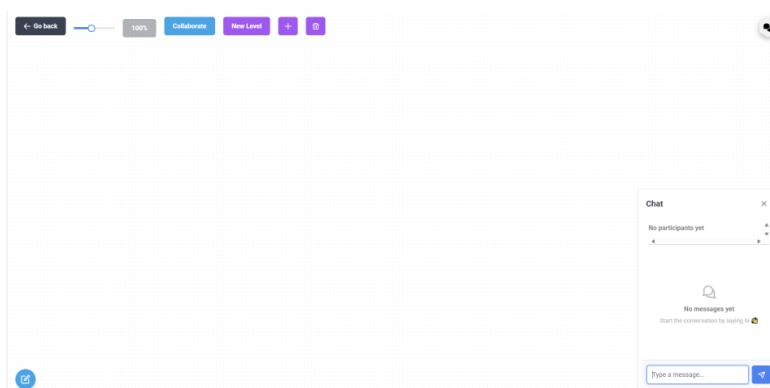 ← Go back
100%
Collaborate
New Level
+
Chat
×
No participants yet
No messages yet
Start the conversation by saying hi 👋
Type a message...